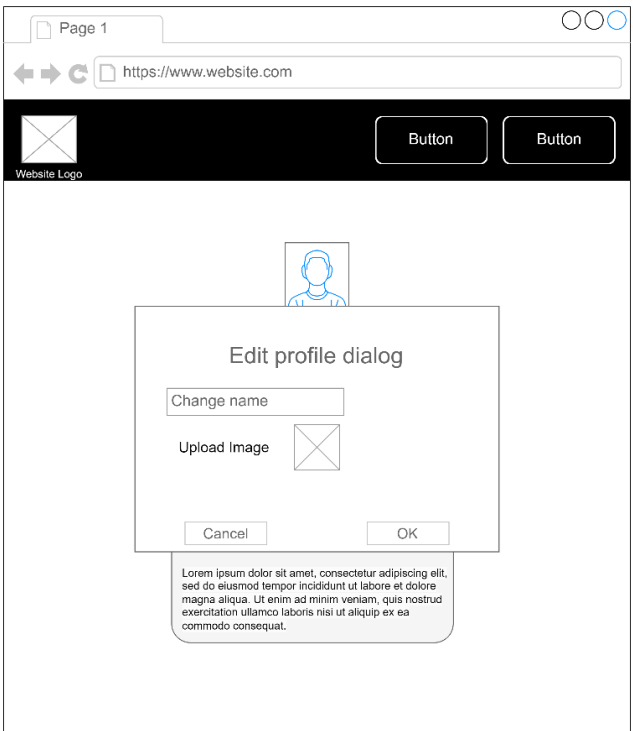 Page 1
https://www.website.com
Button
Button
Website Logo
Edit profile dialog
Change name
Upload Image
Cancel
OK
Lorem ipsum dolor sit amet, consectetur adipiscing elit,
sed do eiusmod tempor incididunt ut labore et dolore
magna aliqua. Ut enim ad minim veniam, quis nostrud
exercitation ullamco laboris nisi ut aliquip ex ea
commodo consequat.